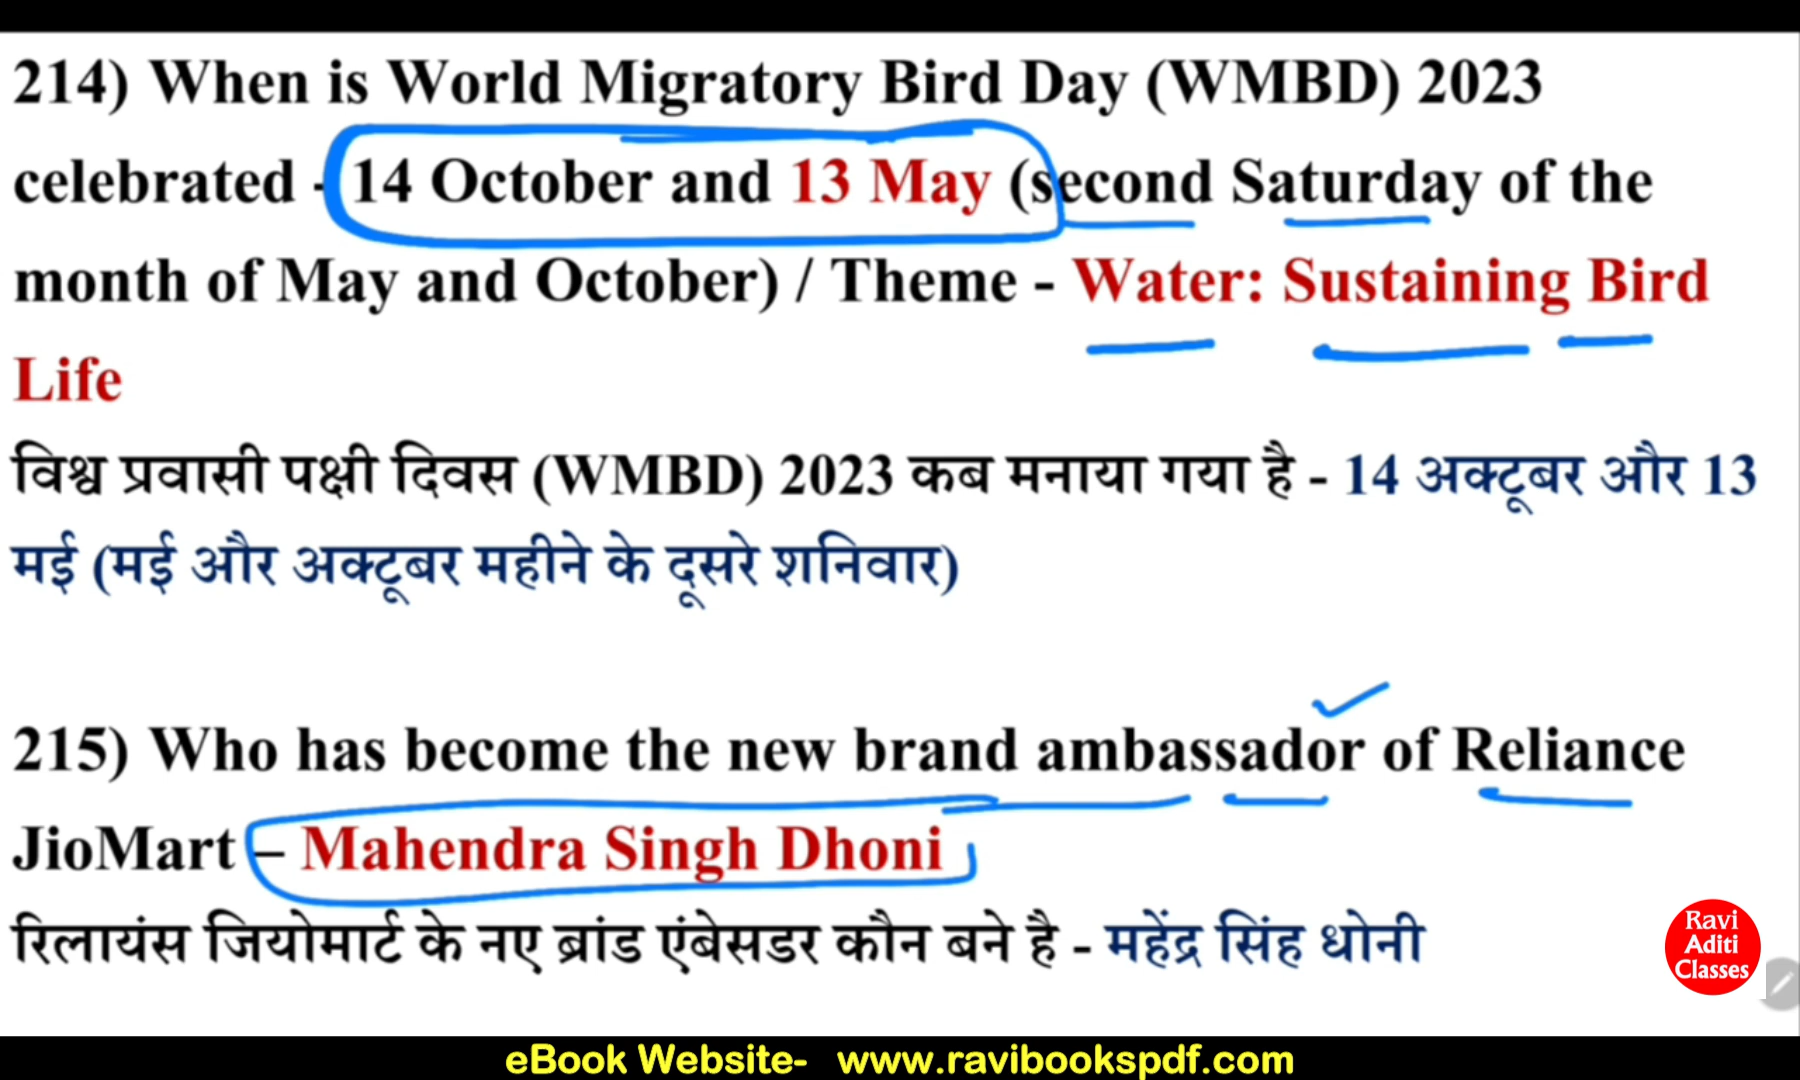 214) When is World Migratory Bird Day (WMBD) 2023
celebrated - 14 October and 13 May (second Saturday of the
month of May and October) / Theme - Water: Sustaining Bird
Life
विश्व प्रवासी पक्षी दिवस (WMBD) 2023 कब मनाया गया है - 14 अक्टूबर और 13
मई (मई और अक्टूबर महीने के दूसरे शनिवार)
215) Who has become the new brand ambassador of Reliance
JioMart – Mahendra Singh Dhoni
रिलायंस जियोमार्ट के नए ब्रांड एंबेसडर कौन बने है - महेंद्र सिंह धोनी
Ravi
Aditi
Classes
eBook Website- www.ravibookspdf.com